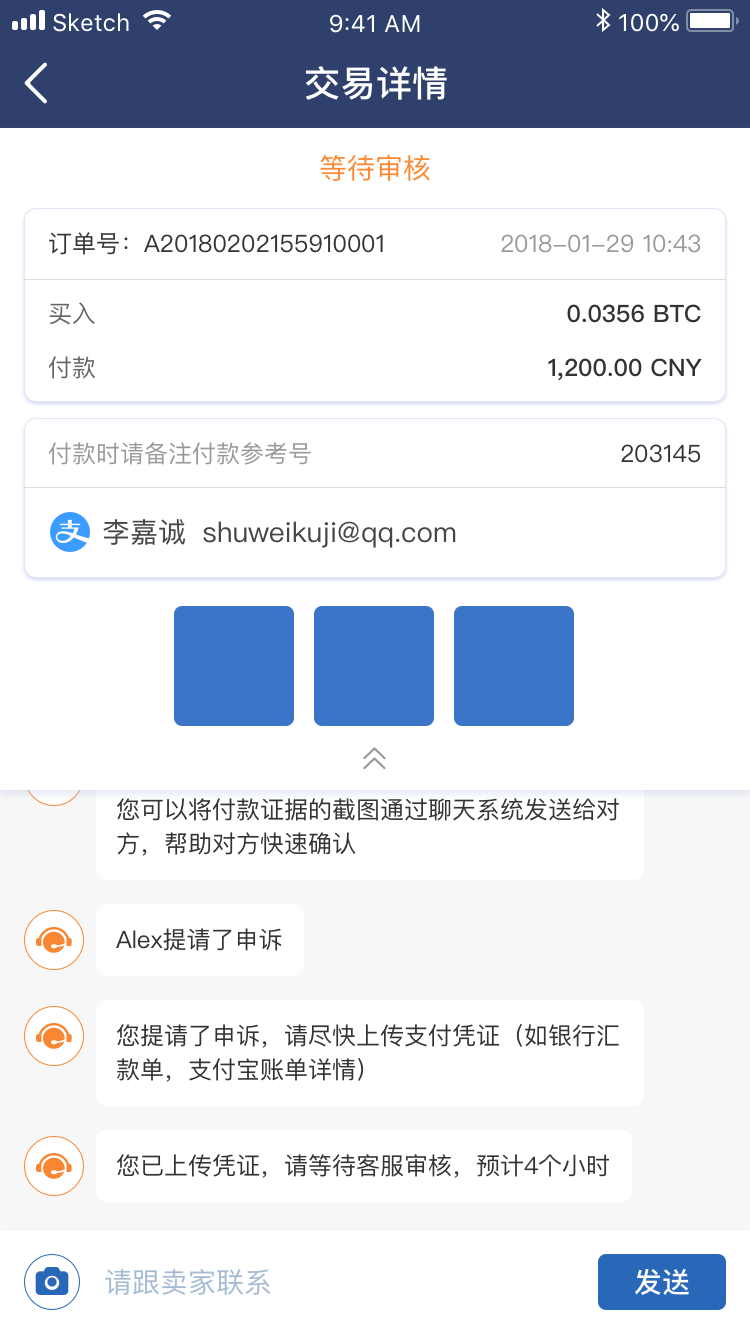 Sketch 9:41 AM 100%
交易详情
等待审核
订单号：A20180202155910001 2018-01-29 10:43
买入 0.0356 BTC
付款 1,200.00 CNY
付款时请备注付款参考号 203145
支 李嘉诚 shuweikuji@qq.com
您可以将付款证据的截图通过聊天系统发送给对
方，帮助对方快速确认
Alex提请了申诉
您提请了申诉，请尽快上传支付凭证（如银行汇
款单，支付宝账单详情）
您已上传凭证，请等待客服审核，预计4个小时
请跟卖家联系 发送